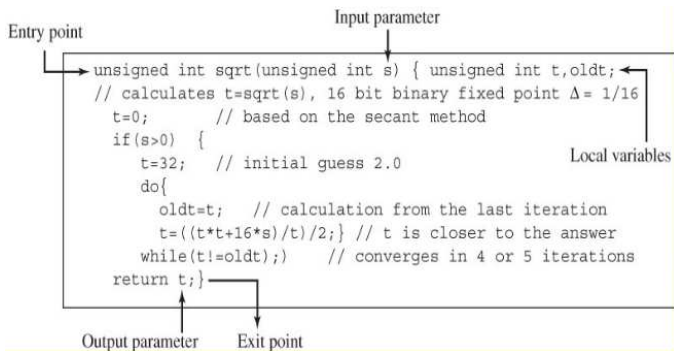 Input parameter
Entry point
unsigned int sqrt(unsigned int s) { unsigned int t,oldt;
// calculates t=sqrt(s), 16 bit binary fixed point Δ= 1/16
t=0; // based on the secant method
if(s>0) {
t=32; // initial guess 2.0
Local variables
do{
oldt=t; // calculation from the last iteration
t=((t*t+16*s)/t)/2;} // t is closer to the answer
while(t!=oldt);) // converges in 4 or 5 iterations
return t;}
Output parameter Exit point